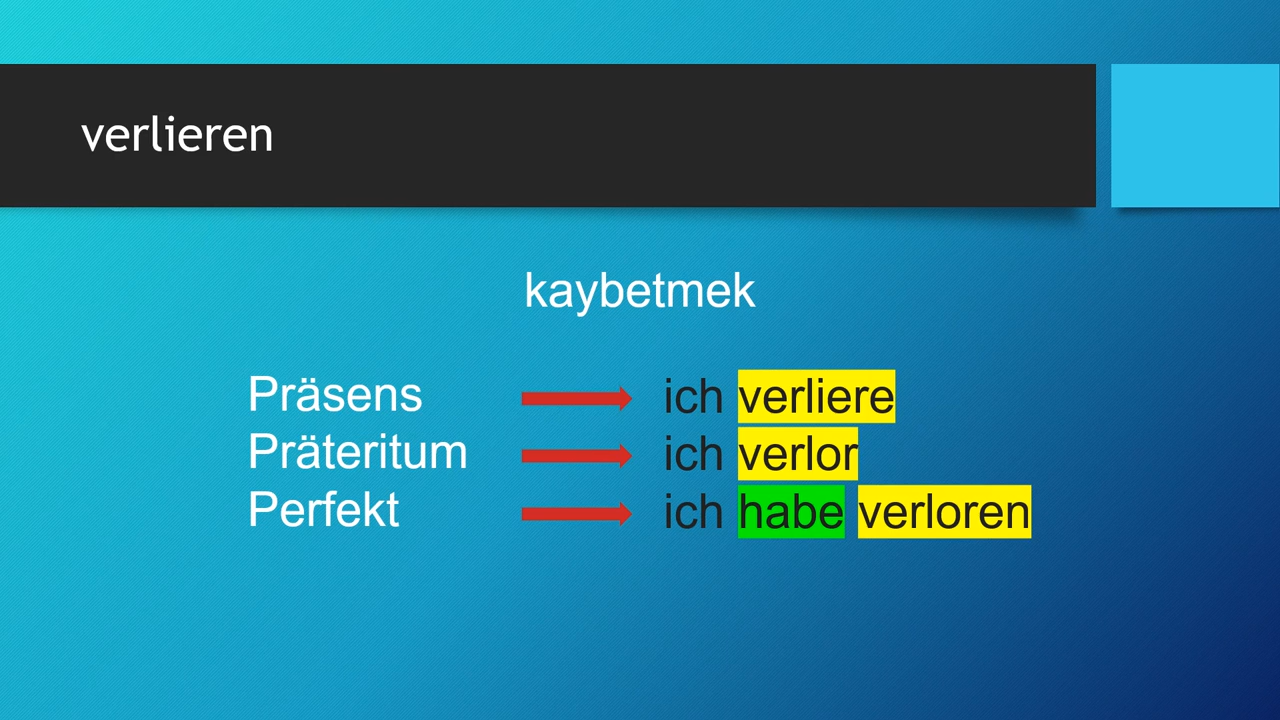 verlieren
kaybetmek
Präsens ich verliere
Präteritum ich verlor
Perfekt ich habe verloren